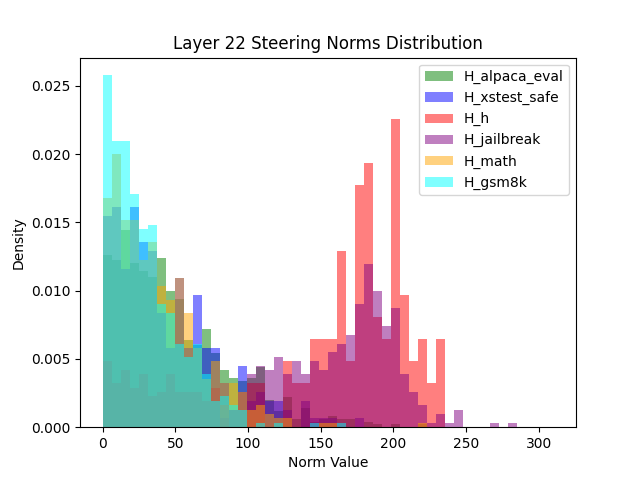 Layer 22 Steering Norms Distribution
H_alpaca_eval
H_xstest_safe
H_h
H_jailbreak
H_math
H_gsm8k
Density
0.025
0.020
0.015
0.010
0.005
0.000
0 50 100 150 200 250 300
Norm Value